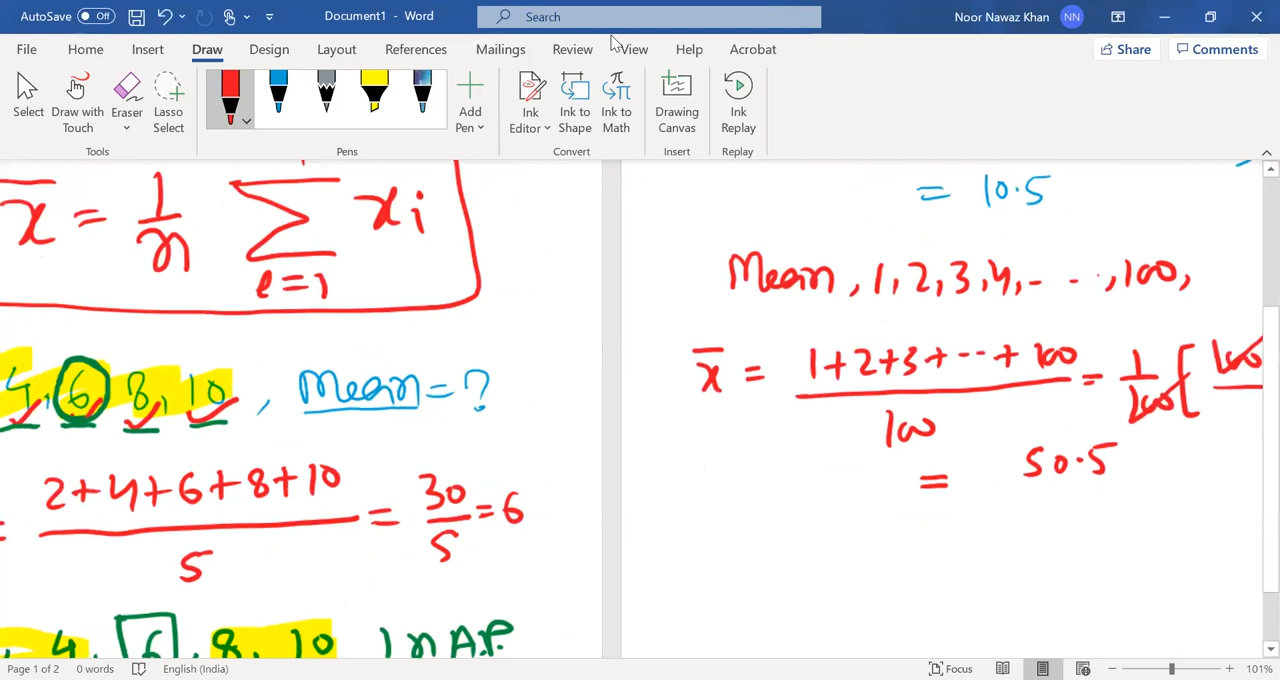 AutoSave Off Document1 - Word Search Noor Nawaz Khan NN
File Home Insert Draw Design Layout References Mailings Review View Help Acrobat Share Comments
Select Draw with Touch Eraser Lasso Select Add Pen Ink Editor Ink to Shape Ink to Math Drawing Canvas Ink Replay
Tools Pens Convert Insert Replay
x̄ = 1/n ∑ i=1 xi
4, 6, 8, 10, Mean = ?
= 2+4+6+8+10 / 5 = 30/5 = 6
4, 6, 8, 10 In A.P.
= 10.5
Mean, 1, 2, 3, 4, - - -, 100,
x̄ = 1+2+3+--+100 / 100 = 1/100 [ 100
= 50.5
Page 1 of 2 0 words English (India) Focus 101%